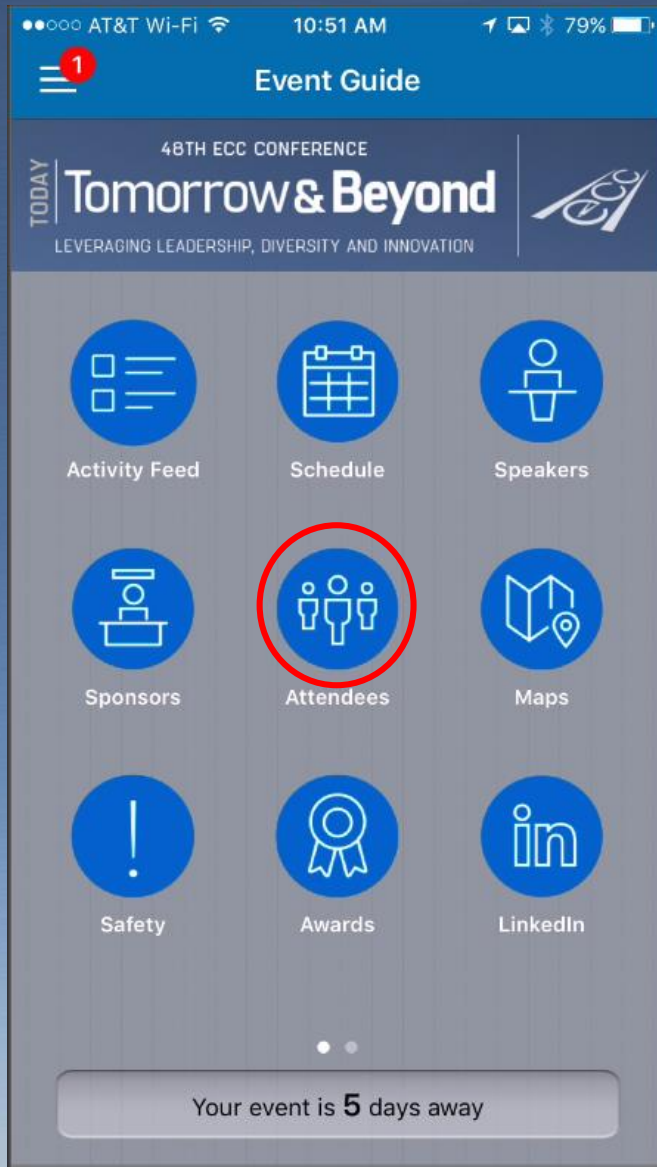 AT&T Wi-Fi 10:51 AM 79%
1
Event Guide
48TH ECC CONFERENCE
TODAY
Tomorrow & Beyond
ECC
LEVERAGING LEADERSHIP, DIVERSITY AND INNOVATION
Activity Feed Schedule Speakers
Sponsors Attendees Maps
in
Safety Awards LinkedIn
Your event is 5 days away